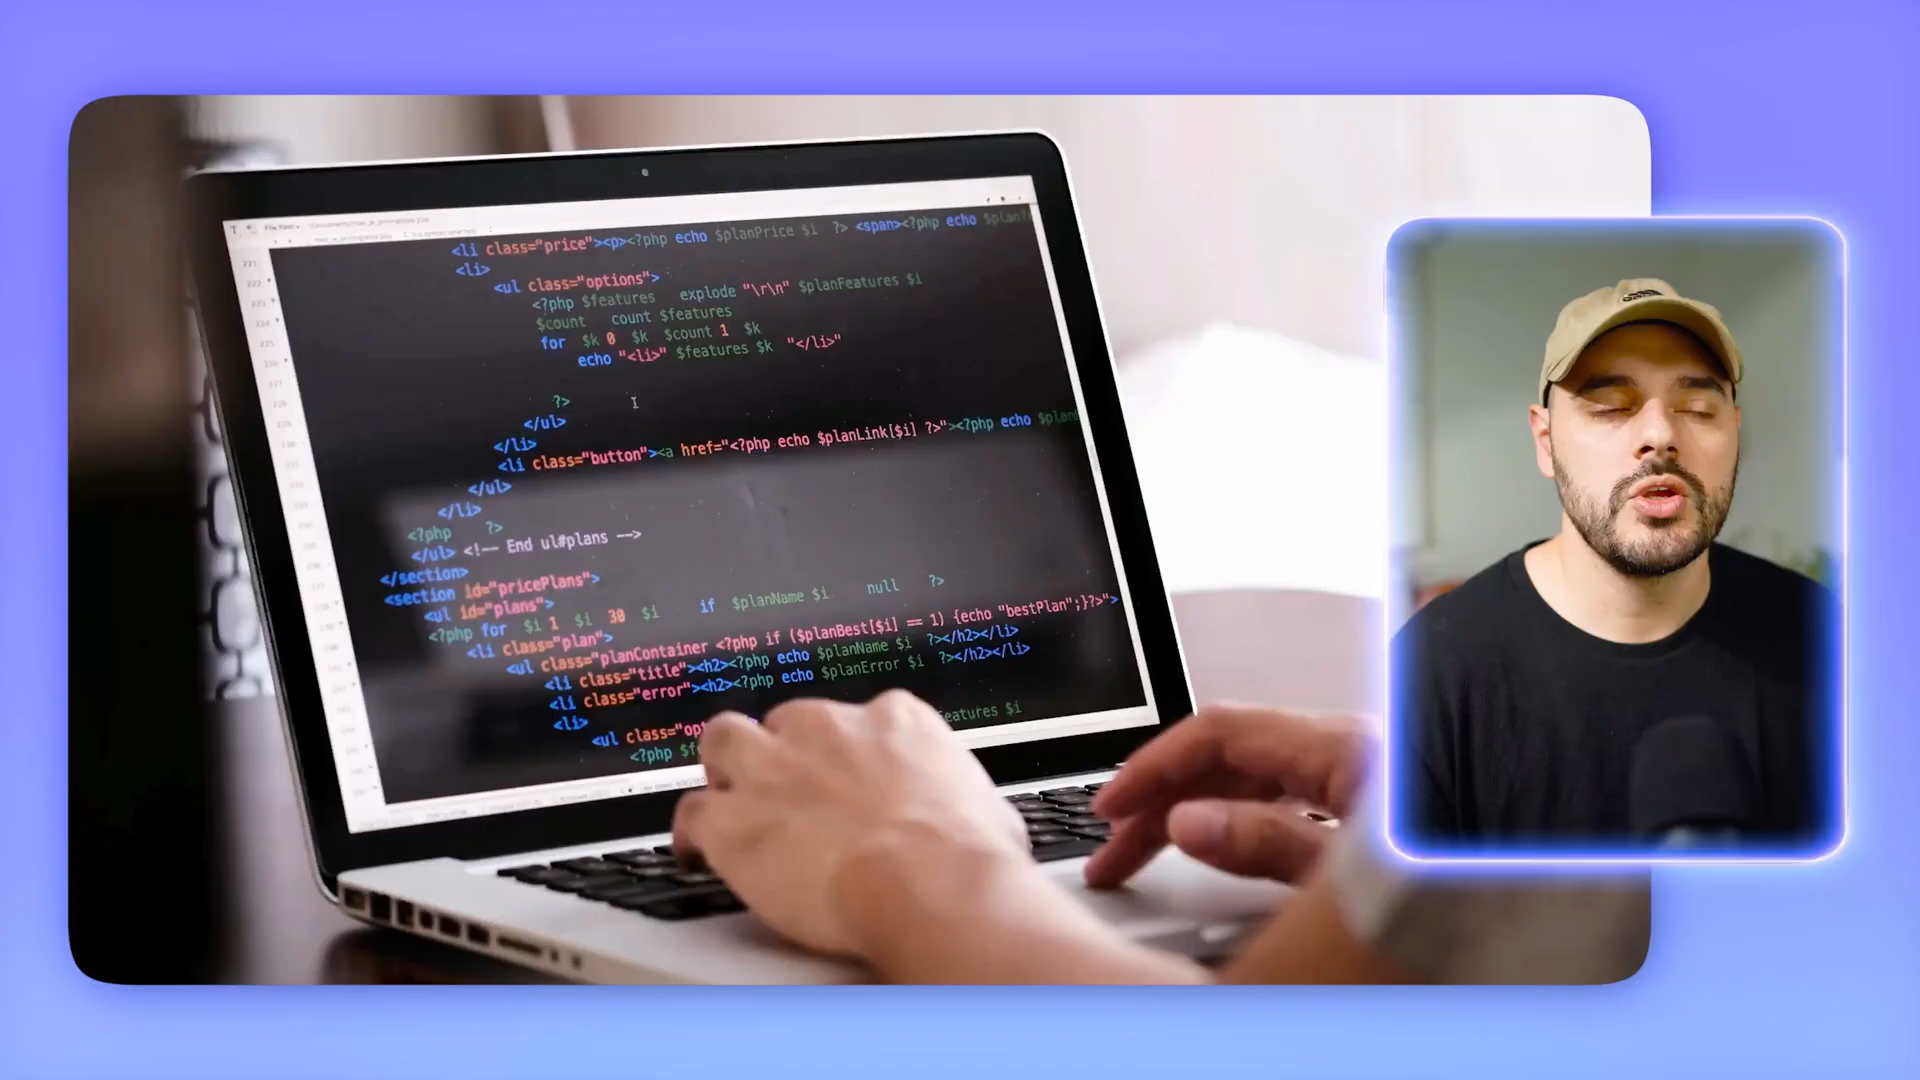 <li class="price"><p><?php echo $planPrice $i ?> <span><?php echo
<li>
<ul class="options">
<?php $features explode "\r\n" $planFeatures $i
$count count $features
for $k 0 $k $count 1 $k
echo "<li>" $features $k "</li>"
?>
</ul>
</li>
<li class="button"><a href="<?php echo $planLink[$i] ?>"><?php echo
</ul>
</li>
<?php ?>
</ul> <!-- End ul#plans -->
</section>
<section id="pricePlans">
<ul id="plans">
<?php for $i 1 $i 30 $i if $planName $i null ?>
<li class="plan">
<ul class="planContainer <?php if ($planBest[$i] == 1) {echo "bestPlan";}?>">
<li class="title"><h2><?php echo $planName $i ?></h2></li>
<li class="error"><h2><?php echo $planError $i ?></h2></li>
<li>
<ul class=
<?php $i
adidas